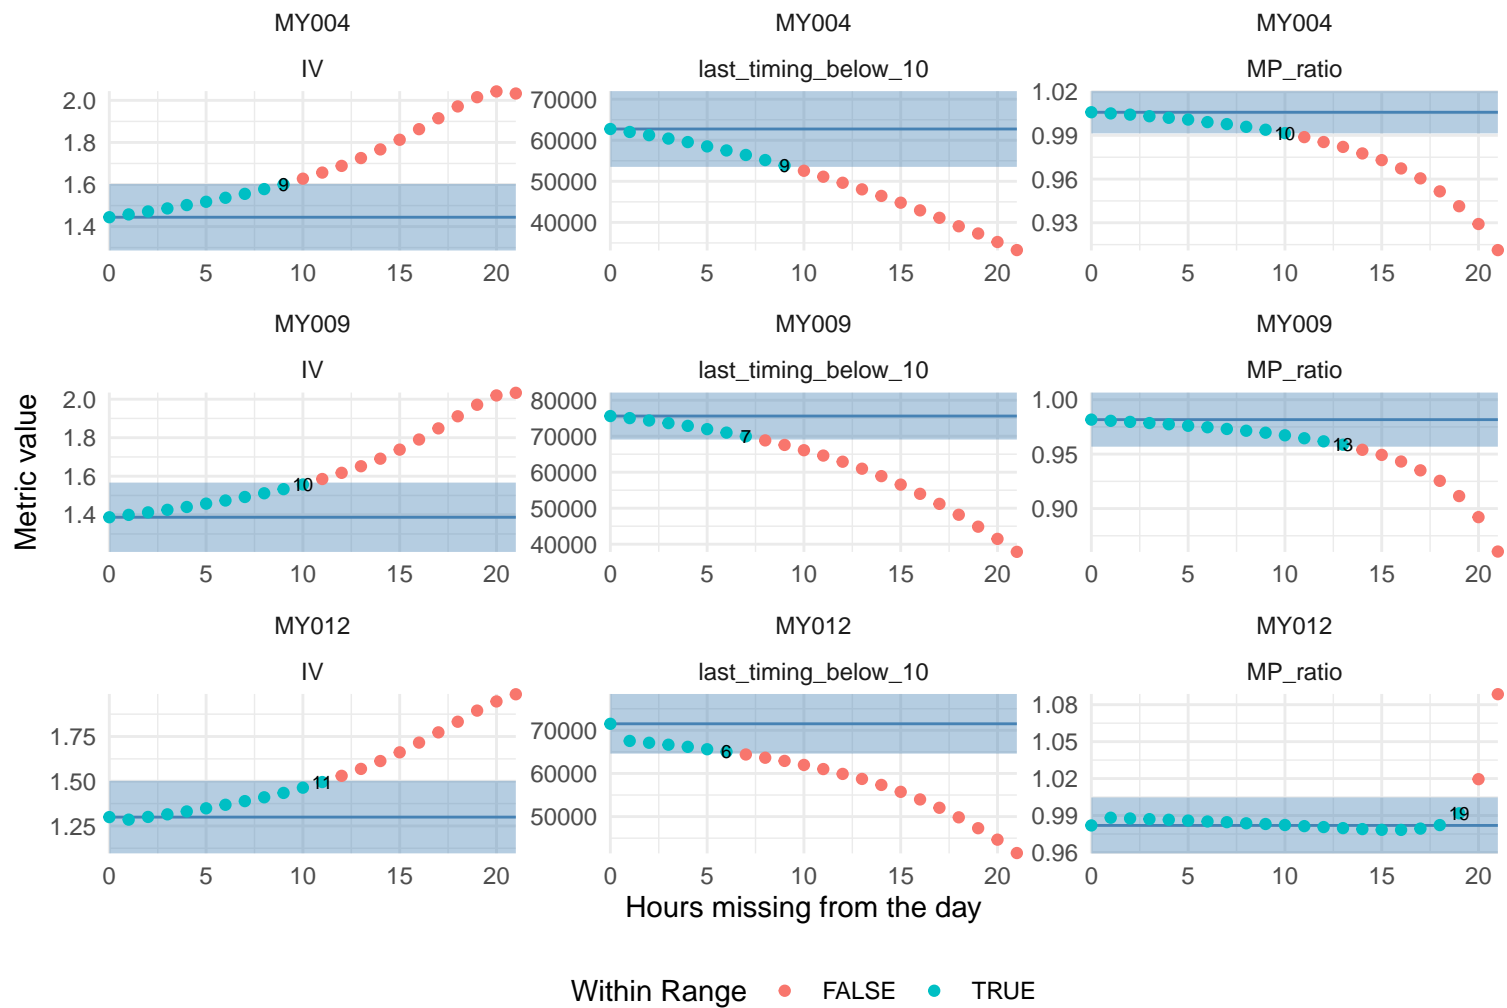 MY004 MY004 MY004
IV last_timing_below_10 MP_ratio
2.0 1.8 1.6 1.4
9
0 5 10 15 20
70000 60000 50000 40000
9
0 5 10 15 20
1.02 0.99 0.96 0.93
10
0 5 10 15 20
MY009 MY009 MY009
IV last_timing_below_10 MP_ratio
Metric value
2.0 1.8 1.6 1.4
10
0 5 10 15 20
80000 70000 60000 50000 40000
7
0 5 10 15 20
1.00 0.95 0.90
13
0 5 10 15 20
MY012 MY012 MY012
IV last_timing_below_10 MP_ratio
1.75 1.50 1.25
11
0 5 10 15 20
70000 60000 50000
6
0 5 10 15 20
1.08 1.05 1.02 0.99 0.96
19
0 5 10 15 20
Hours missing from the day
Within Range FALSE TRUE